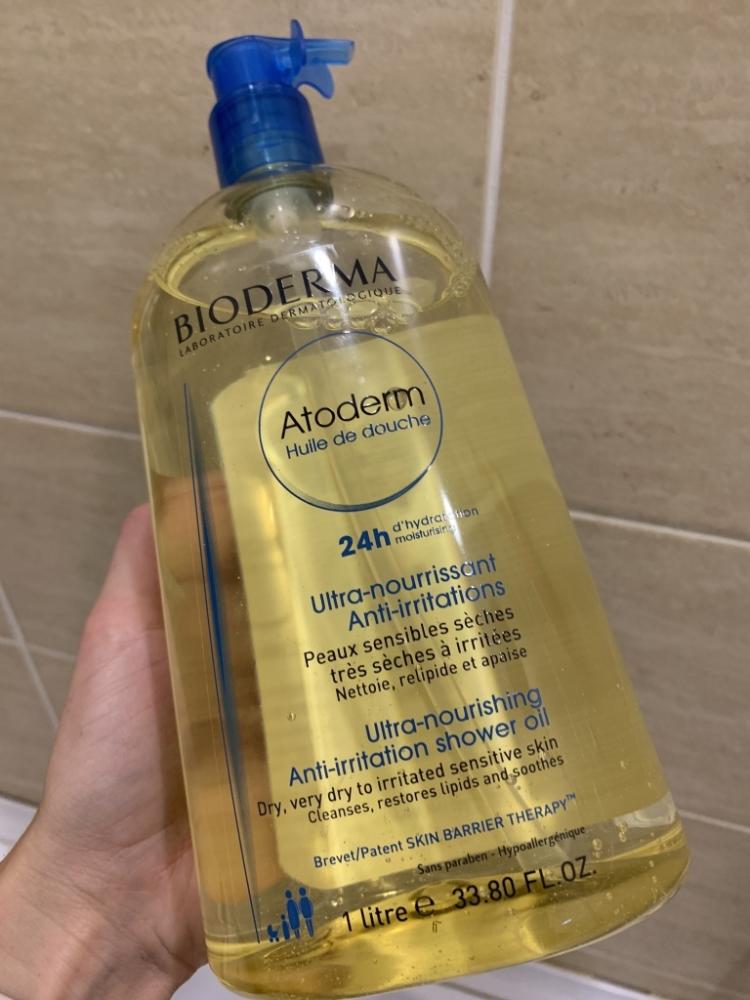 BIODERMA
LABORATOIRE DERMATOLOGIQUE
Atoderm
Huile de douche
24h d'hydratation
moisturising
Ultra-nourrissant
Anti-irritations
Peaux sensibles sèches
très sèches à irritées
Nettoie, relipide et apaise
Ultra-nourishing
Anti-irritation shower oil
Dry, very dry to irritated sensitive skin
Cleanses, restores lipids and soothes
Brevet/Patent SKIN BARRIER THERAPY™
Sans paraben - Hypoallergénique
1 litre ℮ 33.80 FL.OZ.